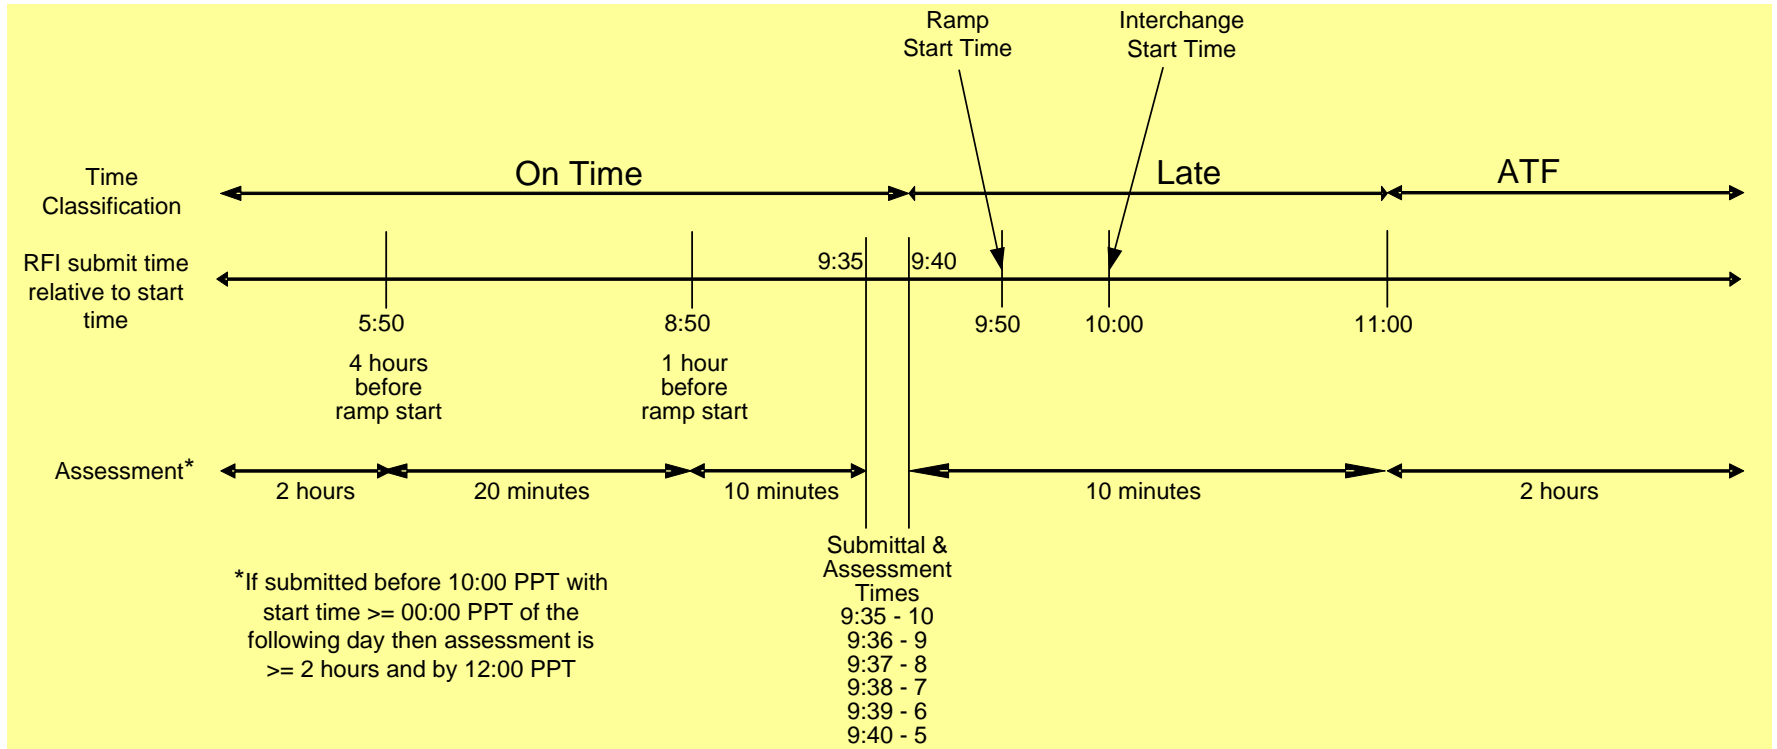 Ramp
Start Time
Interchange
Start Time
Time
Classification
On Time
Late
ATF
RFI submit time
relative to start
time
9:35
9:40
5:50
8:50
9:50
10:00
11:00
4 hours
before
ramp start
1 hour
before
ramp start
Assessment*
2 hours
20 minutes
10 minutes
10 minutes
2 hours
*If submitted before 10:00 PPT with
start time >= 00:00 PPT of the
following day then assessment is
>= 2 hours and by 12:00 PPT
Submittal &
Assessment
Times
9:35 - 10
9:36 - 9
9:37 - 8
9:38 - 7
9:39 - 6
9:40 - 5